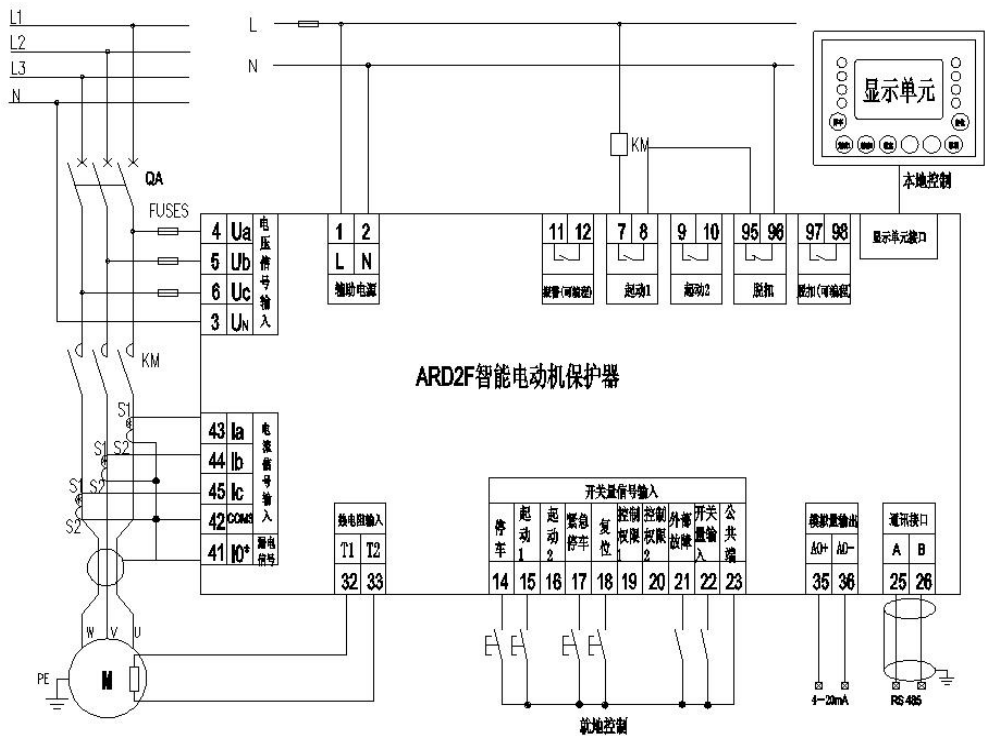 L1
L2
L3
N
L
N
显示单元
本地控制
QA
FUSES
KM
4 Ua
5 Ub
6 Uc
3 UN
电压信号输入
1 2
L N
辅助电源
11 12
报警(可编程)
7 8
起动1
9 10
起动2
95 96
脱扣
97 98
脱扣(可编程)
显示单元接口
KM
ARD2F智能电动机保护器
S1
S2
S1
S2
S1
S2
43 Ia
44 Ib
45 Ic
42 COM3
电流信号输入
41 I0*
漏电信号
热电阻输入
T1 T2
32 33
开关量信号输入
停车
起动1
起动2
紧急停车
复位
控制权限1
控制权限2
外部故障
开关量输入
公共端
14 15 16 17 18 19 20 21 22 23
模拟量输出
AO+ AO-
35 36
通讯接口
A B
25 26
W V U
M
PE
就地控制
4-20mA
RS485